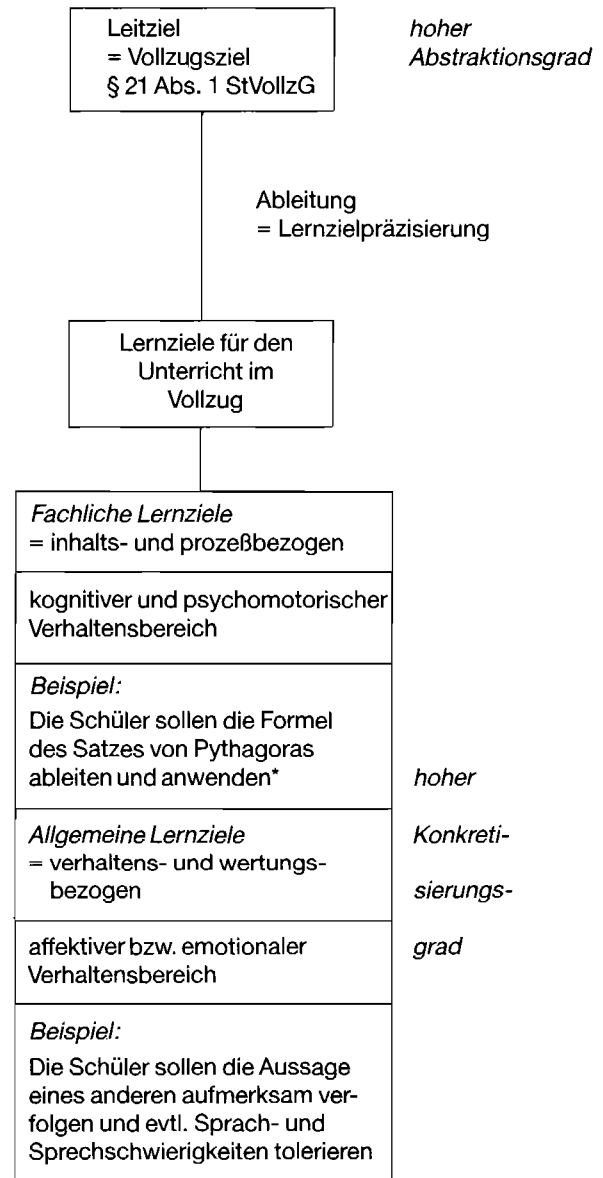 Leitziel
= Vollzugsziel
§ 21 Abs. 1 StVollzG
hoher
Abstraktionsgrad
Ableitung
= Lernzielpräzisierung
Lernziele für den
Unterricht im
Vollzug
Fachliche Lernziele
= inhalts- und prozeßbezogen
kognitiver und psychomotorischer
Verhaltensbereich
Beispiel:
Die Schüler sollen die Formel
des Satzes von Pythagoras
ableiten und anwenden*
Allgemeine Lernziele
= verhaltens- und wertungs-
bezogen
affektiver bzw. emotionaler
Verhaltensbereich
Beispiel:
Die Schüler sollen die Aussage
eines anderen aufmerksam ver-
folgen und evtl. Sprach- und
Sprechschwierigkeiten tolerieren
hoher
Konkreti-
sierungs-
grad